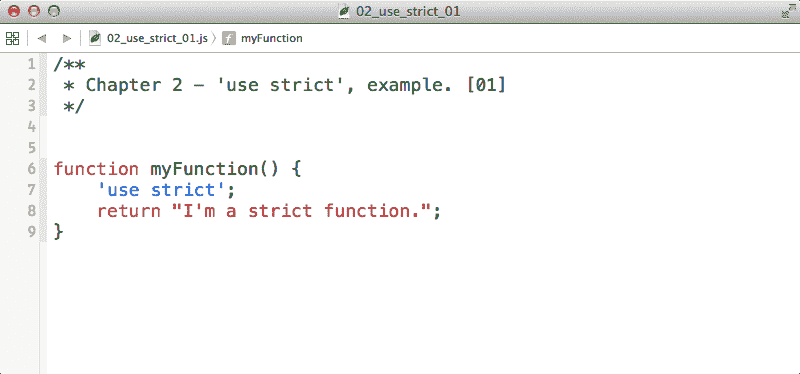 02_use_strict_01
02_use_strict_01.js 〉 f myFunction
1 /**
2  * Chapter 2 – 'use strict', example. [01]
3  */
4
5
6 function myFunction() {
7     'use strict';
8     return "I'm a strict function.";
9 }